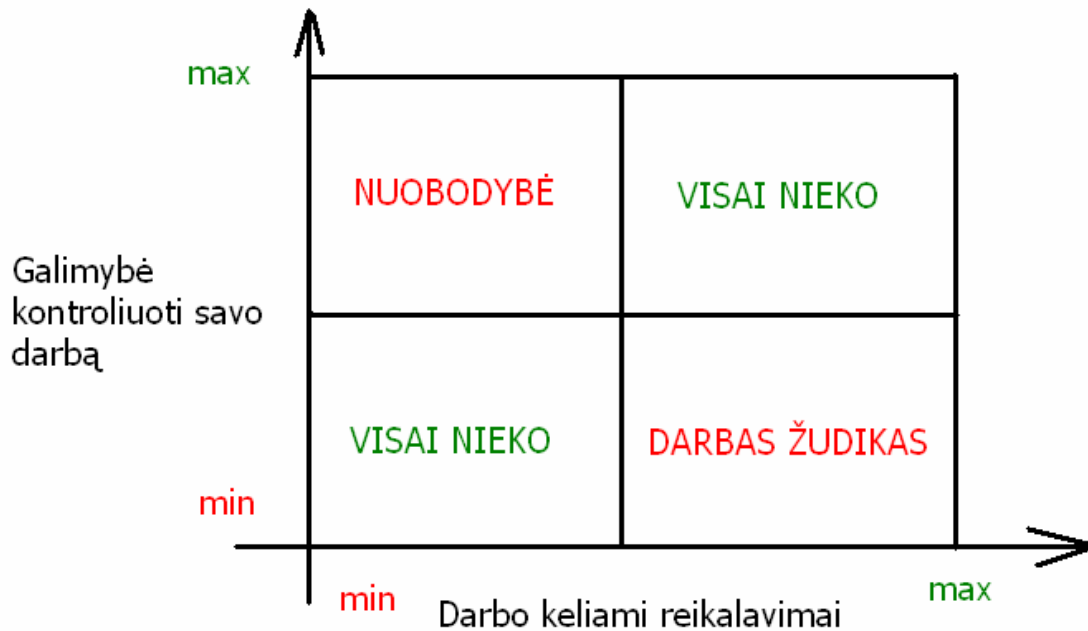 max
NUOBODYBĖ
VISAI NIEKO
Galimybė
kontroliuoti savo
darbą
VISAI NIEKO
DARBAS ŽUDIKAS
min
min
Darbo keliami reikalavimai
max